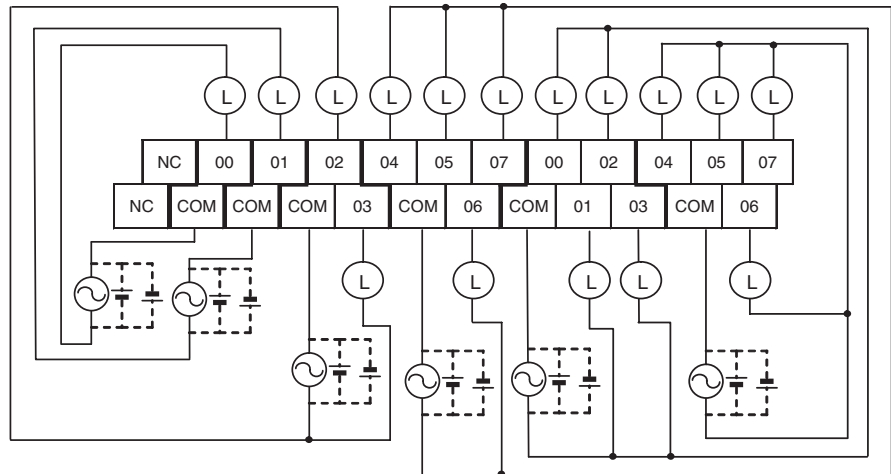 L L L L L L L L L L L
NC 00 01 02 04 05 07 00 02 04 05 07
NC COM COM COM 03 COM 06 COM 01 03 COM 06
L L L L L